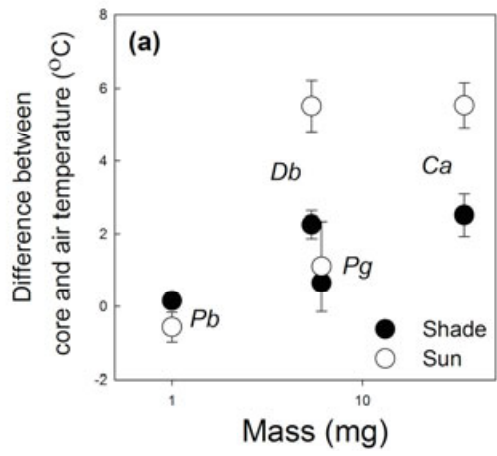 (a)
Difference between
core and air temperature (°C)
8
6
4
2
0
-2
Db
Ca
Pg
Pb
Shade
Sun
1
10
Mass (mg)